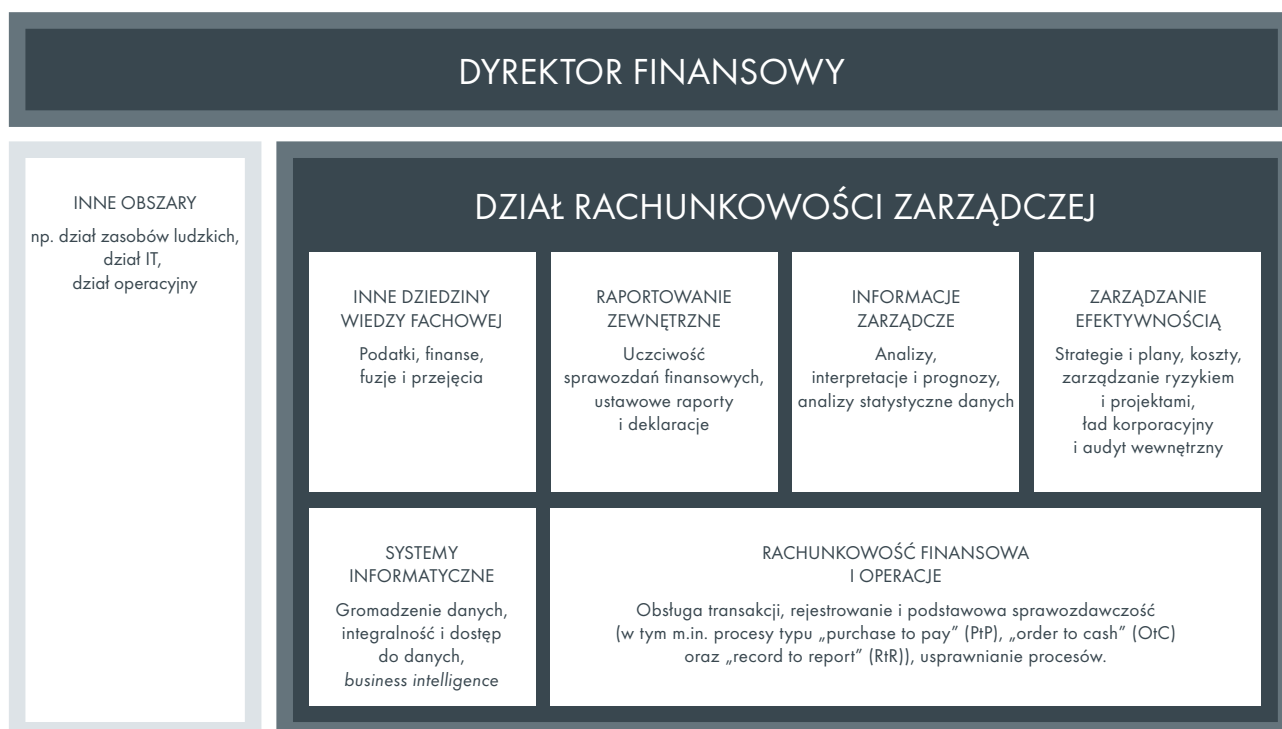 DYREKTOR FINANSOWY
INNE OBSZARY
np. dział zasobów ludzkich,
dział IT,
dział operacyjny
DZIAŁ RACHUNKOWOŚCI ZARZĄDCZEJ
INNE DZIEDZINY
WIEDZY FACHOWEJ
Podatki, finanse,
fuzje i przejęcia
RAPORTOWANIE
ZEWNĘTRZNE
Uczciwość
sprawozdań finansowych,
ustawowe raporty
i deklaracje
INFORMACJE
ZARZĄDCZE
Analizy,
interpretacje i prognozy,
analizy statystyczne danych
ZARZĄDZANIE
EFEKTYWNOŚCIĄ
Strategie i plany, koszty,
zarządzanie ryzykiem
i projektami,
ład korporacyjny
i audyt wewnętrzny
SYSTEMY
INFORMATYCZNE
Gromadzenie danych,
integralność i dostęp
do danych,
business intelligence
RACHUNKOWOŚĆ FINANSOWA
I OPERACJE
Obsługa transakcji, rejestrowanie i podstawowa sprawozdawczość
(w tym m.in. procesy typu „purchase to pay” (PtP), „order to cash” (OtC)
oraz „record to report” (RtR)), usprawnianie procesów.